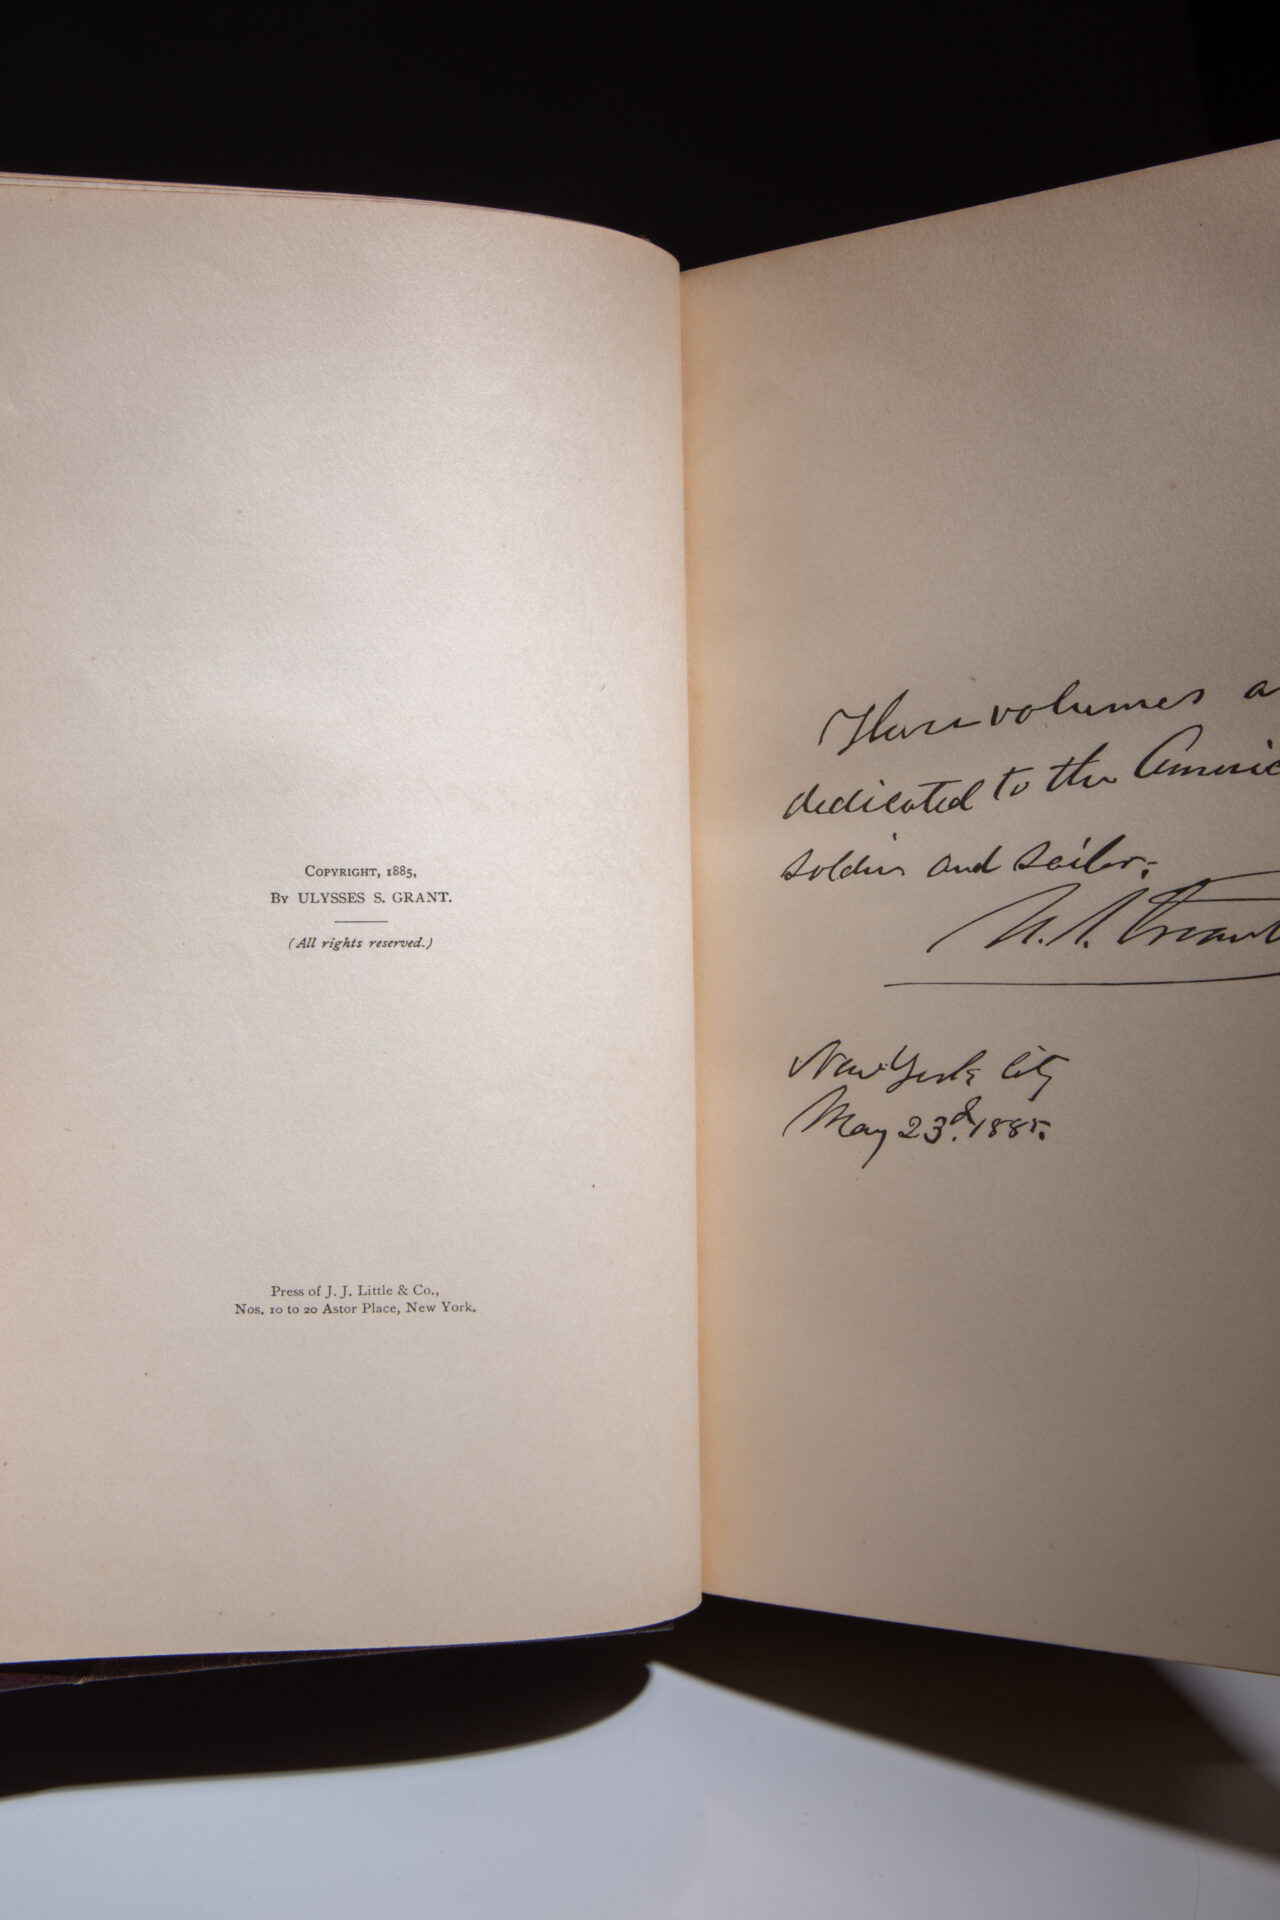 COPYRIGHT, 1885,
BY ULYSSES S. GRANT.
(All rights reserved.)
Press of J. J. Little & Co.,
Nos. 10 to 20 Astor Place, New York.
These volumes a
dedicated to the Americ
soldier and sailor.
U. S. Grant
New York City
May 23d. 1885.